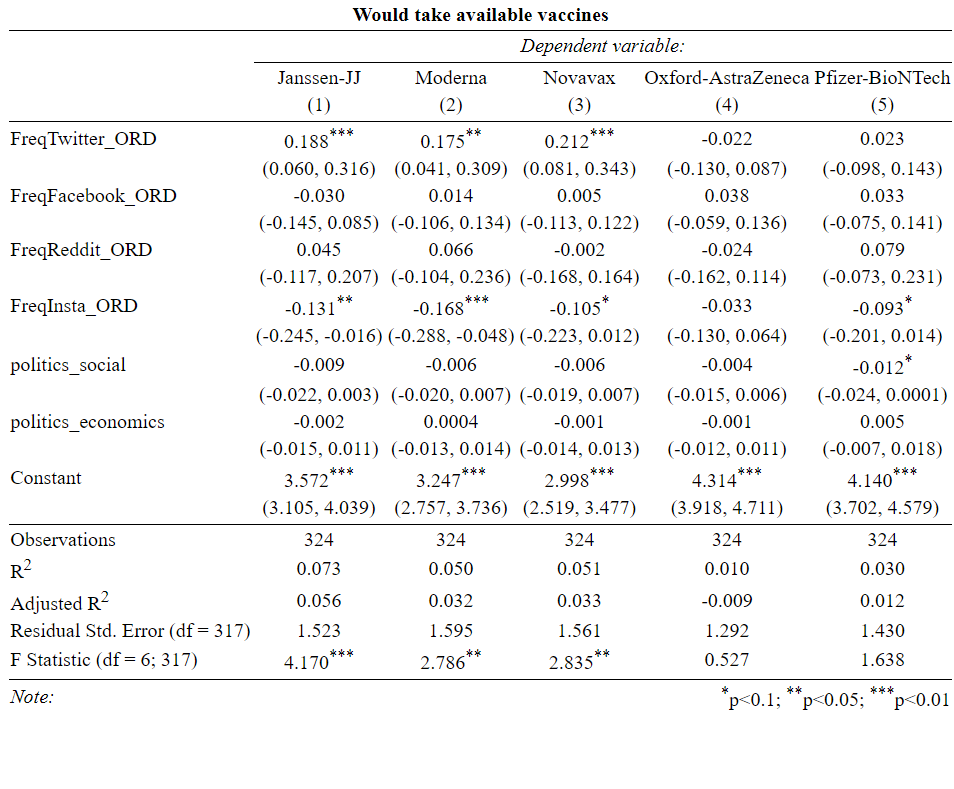 Would take available vaccines
Dependent variable:
Janssen-JJ Moderna Novavax Oxford-AstraZeneca Pfizer-BioNTech
(1) (2) (3) (4) (5)
FreqTwitter_ORD 0.188*** 0.175** 0.212*** -0.022 0.023
(0.060, 0.316) (0.041, 0.309) (0.081, 0.343) (-0.130, 0.087) (-0.098, 0.143)
FreqFacebook_ORD -0.030 0.014 0.005 0.038 0.033
(-0.145, 0.085) (-0.106, 0.134) (-0.113, 0.122) (-0.059, 0.136) (-0.075, 0.141)
FreqReddit_ORD 0.045 0.066 -0.002 -0.024 0.079
(-0.117, 0.207) (-0.104, 0.236) (-0.168, 0.164) (-0.162, 0.114) (-0.073, 0.231)
FreqInsta_ORD -0.131** -0.168*** -0.105* -0.033 -0.093*
(-0.245, -0.016) (-0.288, -0.048) (-0.223, 0.012) (-0.130, 0.064) (-0.201, 0.014)
politics_social -0.009 -0.006 -0.006 -0.004 -0.012*
(-0.022, 0.003) (-0.020, 0.007) (-0.019, 0.007) (-0.015, 0.006) (-0.024, 0.0001)
politics_economics -0.002 0.0004 -0.001 -0.001 0.005
(-0.015, 0.011) (-0.013, 0.014) (-0.014, 0.013) (-0.012, 0.011) (-0.007, 0.018)
Constant 3.572*** 3.247*** 2.998*** 4.314*** 4.140***
(3.105, 4.039) (2.757, 3.736) (2.519, 3.477) (3.918, 4.711) (3.702, 4.579)
Observations 324 324 324 324 324
R2 0.073 0.050 0.051 0.010 0.030
Adjusted R2 0.056 0.032 0.033 -0.009 0.012
Residual Std. Error (df = 317) 1.523 1.595 1.561 1.292 1.430
F Statistic (df = 6; 317) 4.170*** 2.786** 2.835** 0.527 1.638
Note: *p<0.1; **p<0.05; ***p<0.01